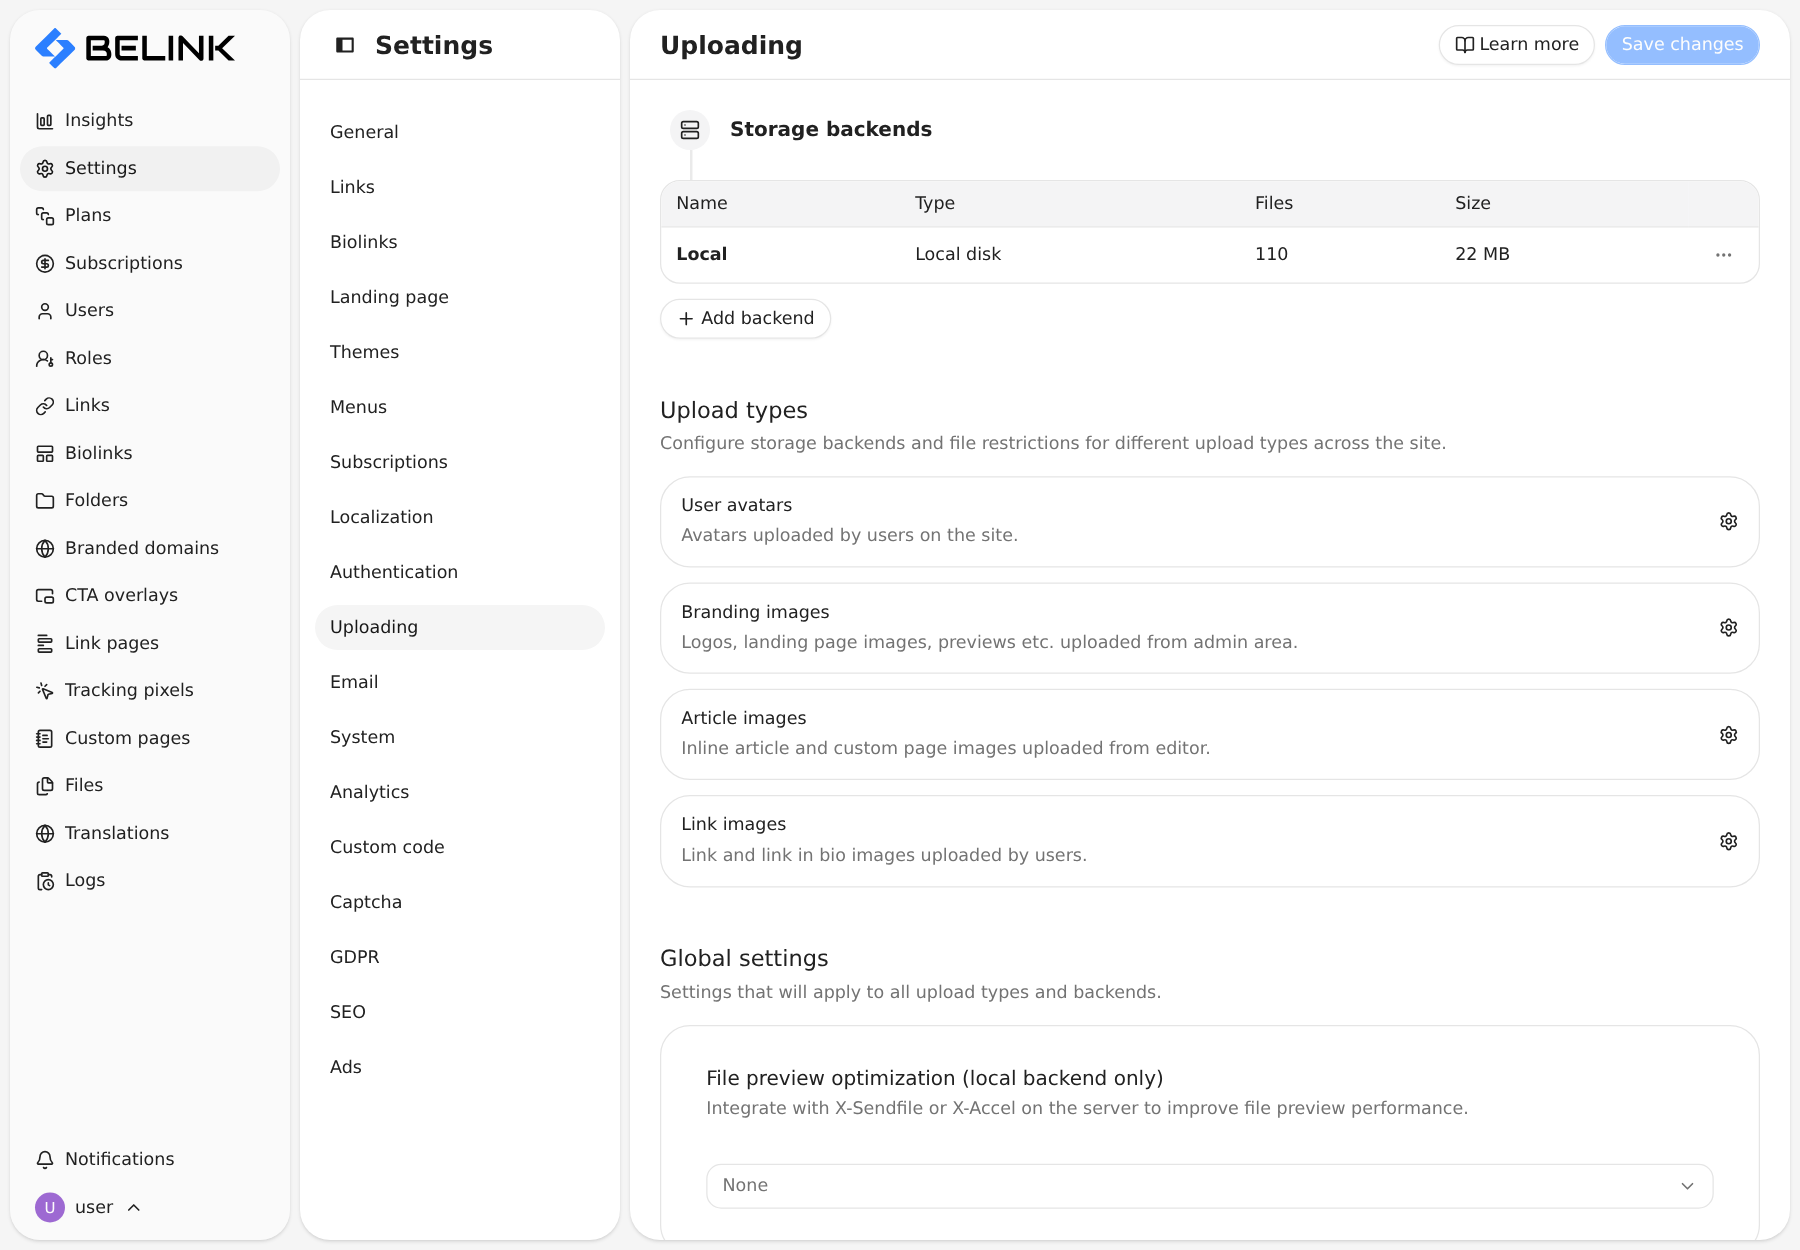 BELINK
Insights
Settings
Plans
Subscriptions
Users
Roles
Links
Biolinks
Folders
Branded domains
CTA overlays
Link pages
Tracking pixels
Custom pages
Files
Translations
Logs
Notifications
U user
Settings
General
Links
Biolinks
Landing page
Themes
Menus
Subscriptions
Localization
Authentication
Uploading
Email
System
Analytics
Custom code
Captcha
GDPR
SEO
Ads
Uploading
Learn more
Save changes
Storage backends
Name Type Files Size
Local Local disk 110 22 MB
Add backend
Upload types
Configure storage backends and file restrictions for different upload types across the site.
User avatars
Avatars uploaded by users on the site.
Branding images
Logos, landing page images, previews etc. uploaded from admin area.
Article images
Inline article and custom page images uploaded from editor.
Link images
Link and link in bio images uploaded by users.
Global settings
Settings that will apply to all upload types and backends.
File preview optimization (local backend only)
Integrate with X-Sendfile or X-Accel on the server to improve file preview performance.
None